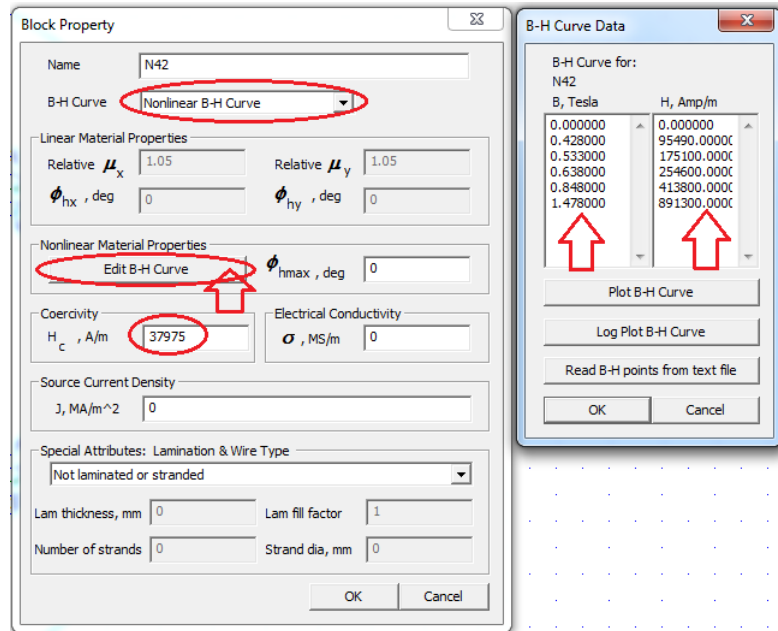 Block Property
Name N42
B-H Curve Nonlinear B-H Curve
Linear Material Properties
Relative μx 1.05 Relative μy 1.05
ϕhx , deg 0 ϕhy , deg 0
Nonlinear Material Properties
Edit B-H Curve ϕhmax , deg 0
Coercivity Electrical Conductivity
Hc , A/m 37975 σ , MS/m 0
Source Current Density
J, MA/m^2 0
Special Attributes: Lamination & Wire Type
Not laminated or stranded
Lam thickness, mm 0 Lam fill factor 1
Number of strands 0 Strand dia, mm 0
OK Cancel
B-H Curve Data
B-H Curve for:
N42
B, Tesla H, Amp/m
0.000000 0.000000
0.428000 95490.0000
0.533000 175100.000
0.638000 254600.000
0.848000 413800.000
1.478000 891300.000
Plot B-H Curve
Log Plot B-H Curve
Read B-H points from text file
OK Cancel